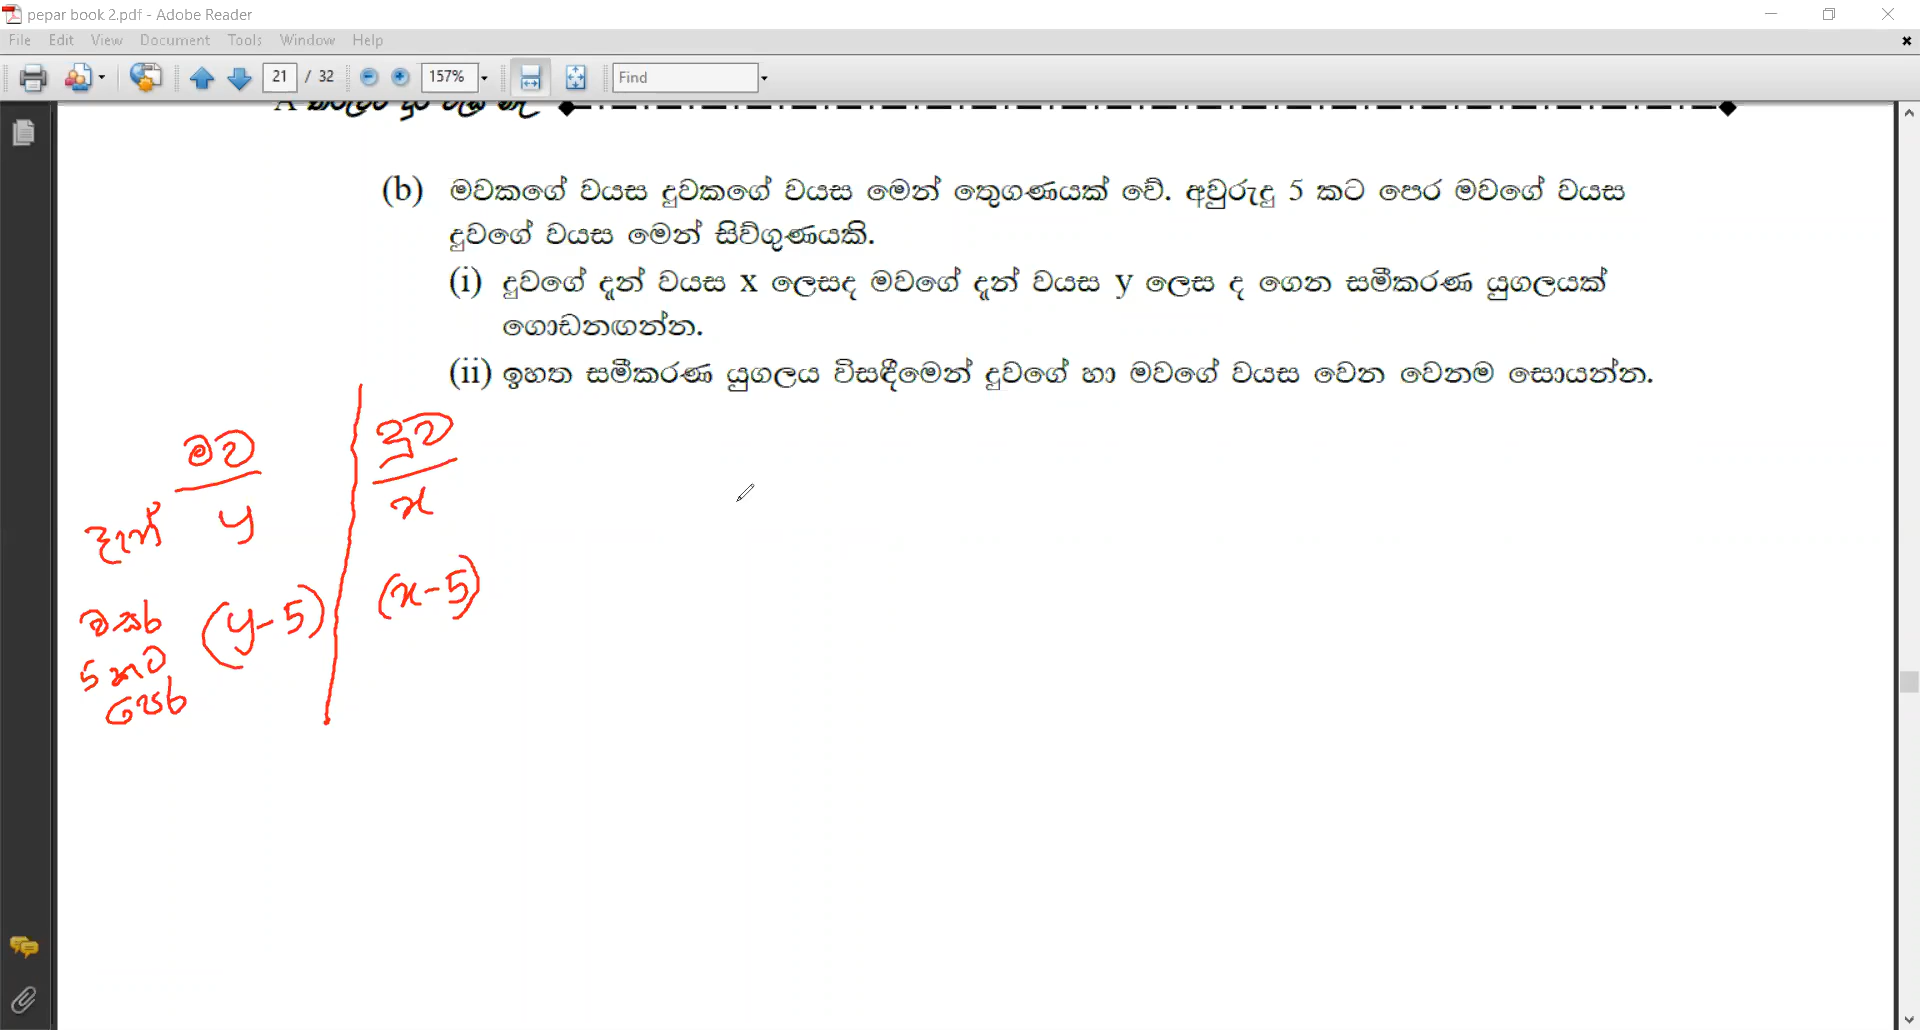 pepar book 2.pdf - Adobe Reader
File Edit View Document Tools Window Help
21 / 32 157% Find
(b) මවකගේ වයස දුවකගේ වයස මෙන් තෙගුණයක් වේ. අවුරුදු 5 කට පෙර මවගේ වයස
දුවගේ වයස මෙන් සිව්ගුණයකි.
(i) දුවගේ දැන් වයස x ලෙසද මවගේ දැන් වයස y ලෙස ද ගෙන සමීකරණ යුගලයක්
ගොඩනඟන්න.
(ii) ඉහත සමීකරණ යුගලය විසඳීමෙන් දුවගේ හා මවගේ වයස වෙන වෙනම සොයන්න.
මව දුව
දැන් y x
වසර (y-5) (x-5)
5 කට
පෙර